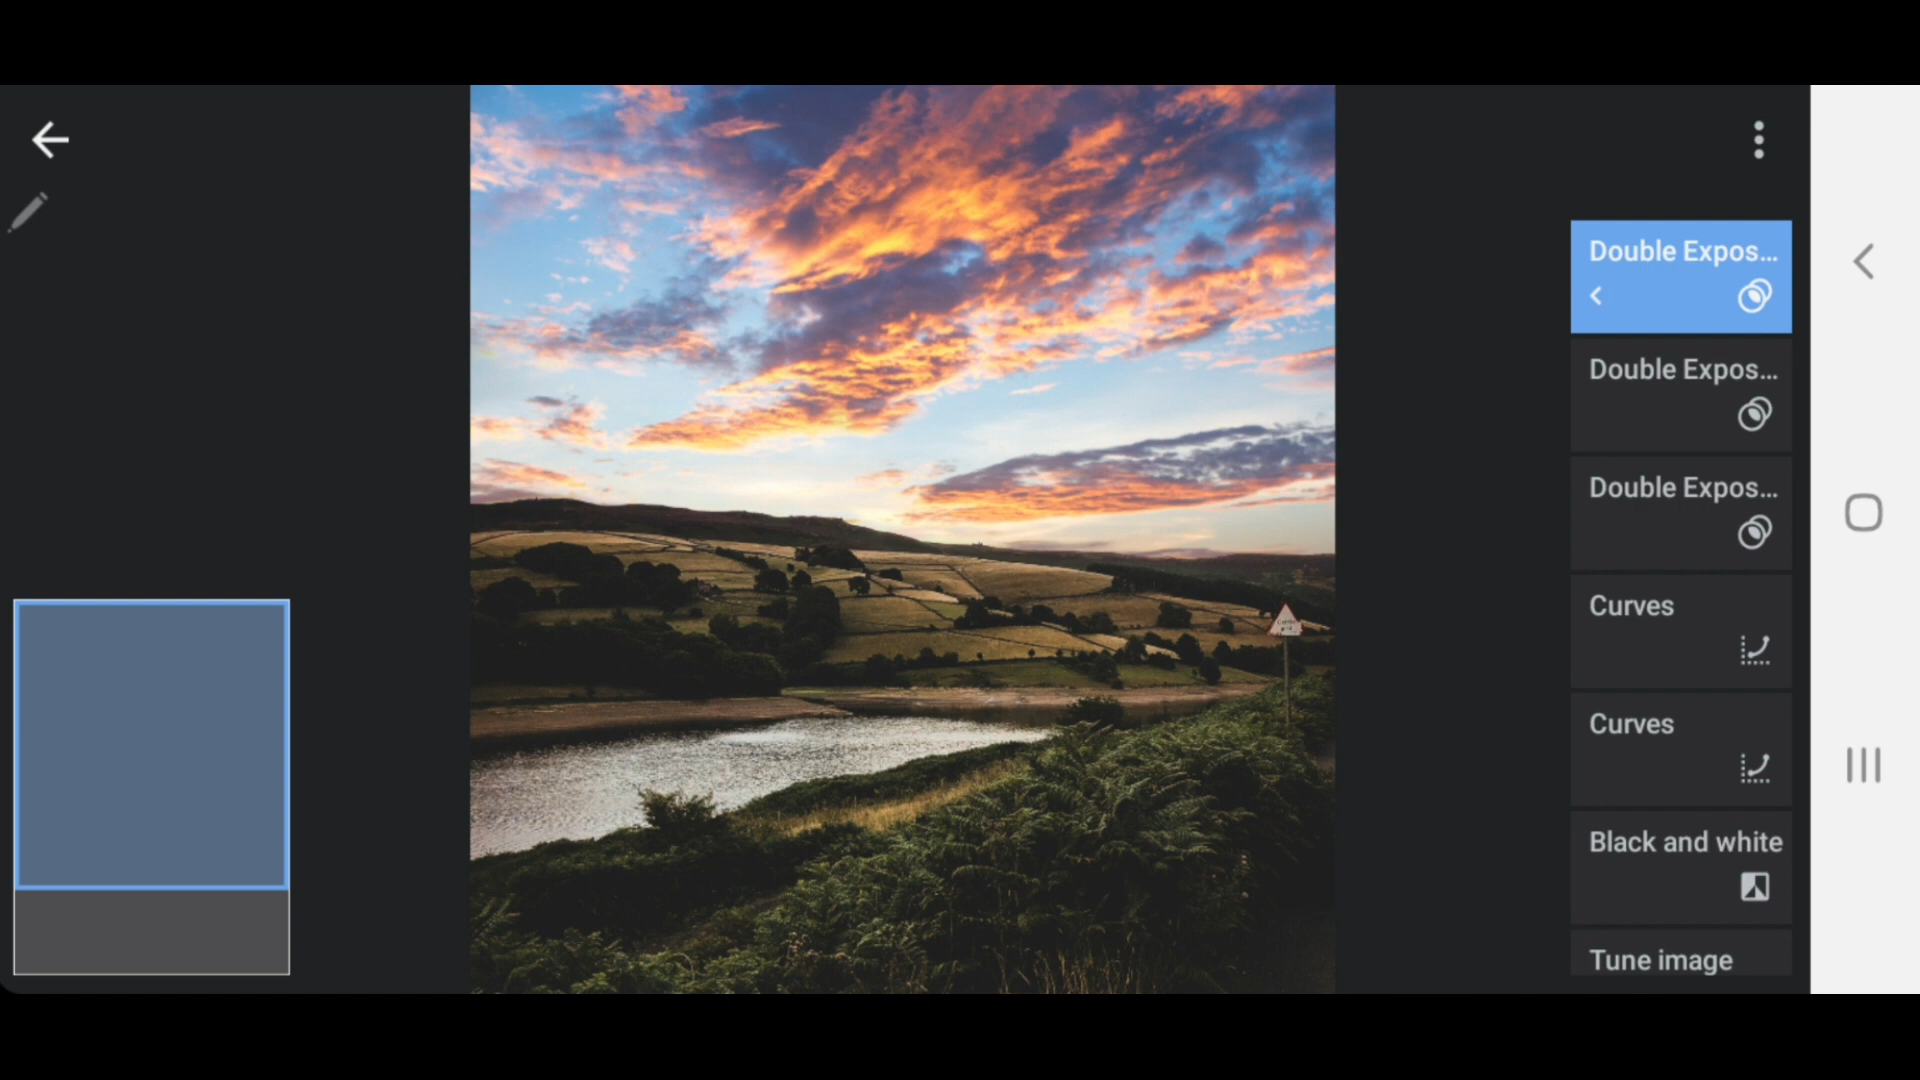 Double Expos...
Double Expos...
Double Expos...
Curves
Curves
Black and white
Tune image